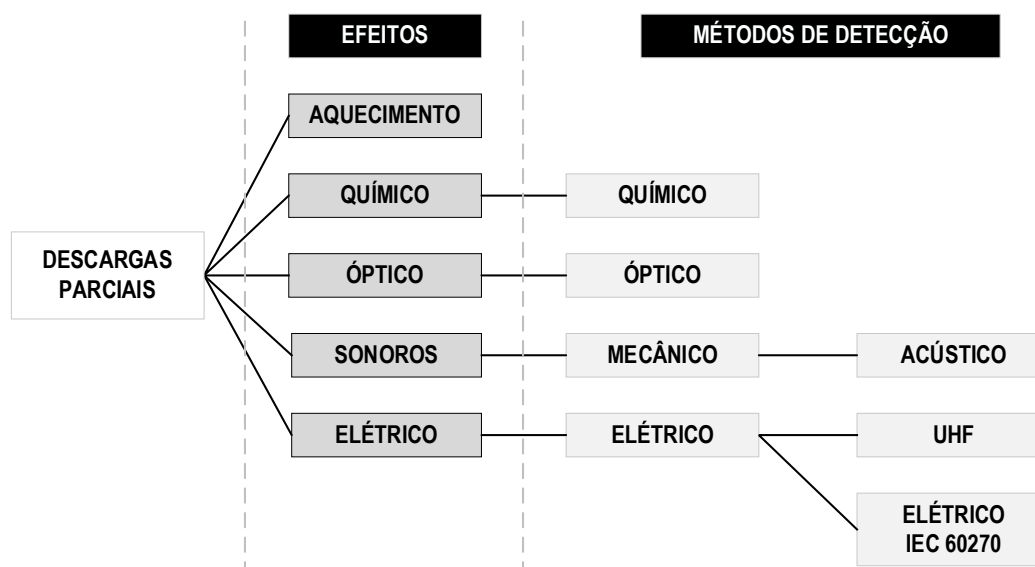 EFEITOS
MÉTODOS DE DETECÇÃO
AQUECIMENTO
QUÍMICO
QUÍMICO
DESCARGAS
PARCIAIS
ÓPTICO
ÓPTICO
SONOROS
MECÂNICO
ACÚSTICO
ELÉTRICO
ELÉTRICO
UHF
ELÉTRICO
IEC 60270